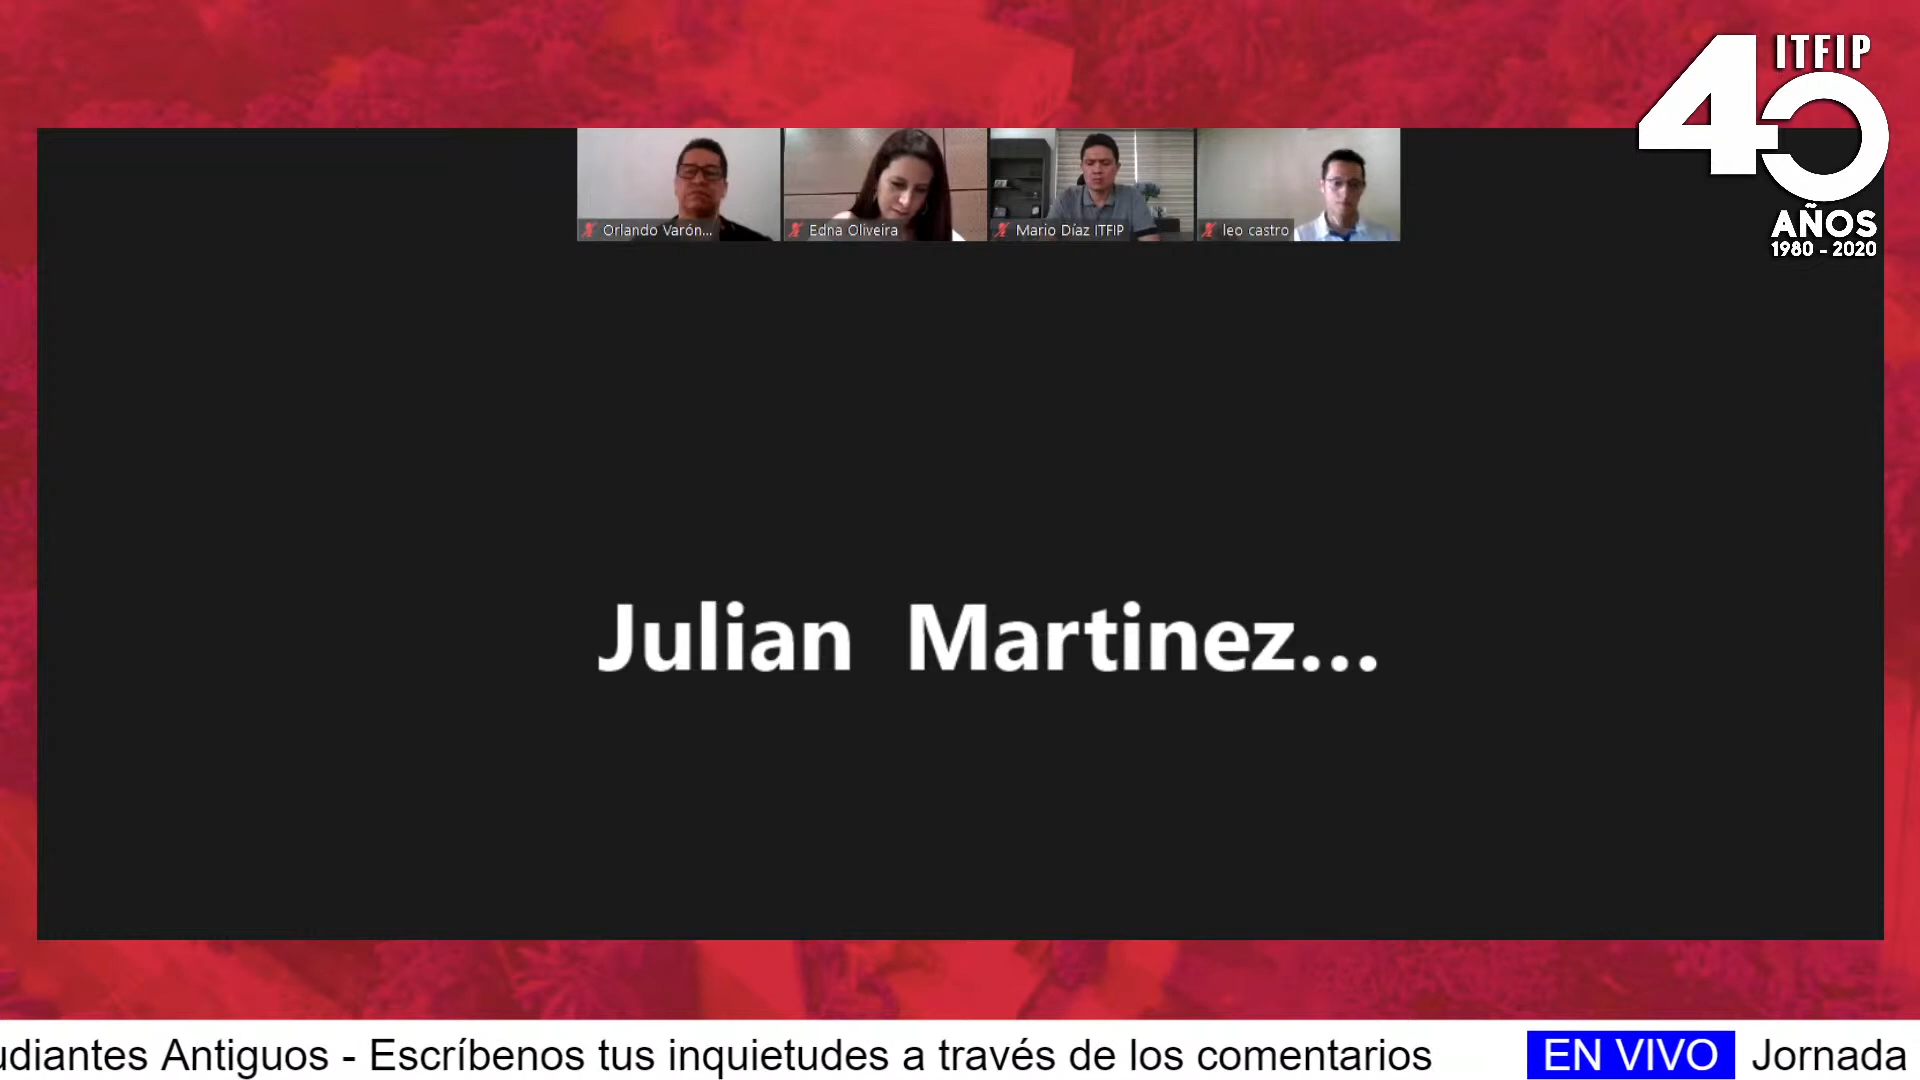 ITFIP
40
AÑOS
1980 - 2020
Orlando Varón...
Edna Oliveira
Mario Díaz ITFIP
leo castro
Julian Martinez...
udiantes Antiguos - Escríbenos tus inquietudes a través de los comentarios
EN VIVO
Jornada